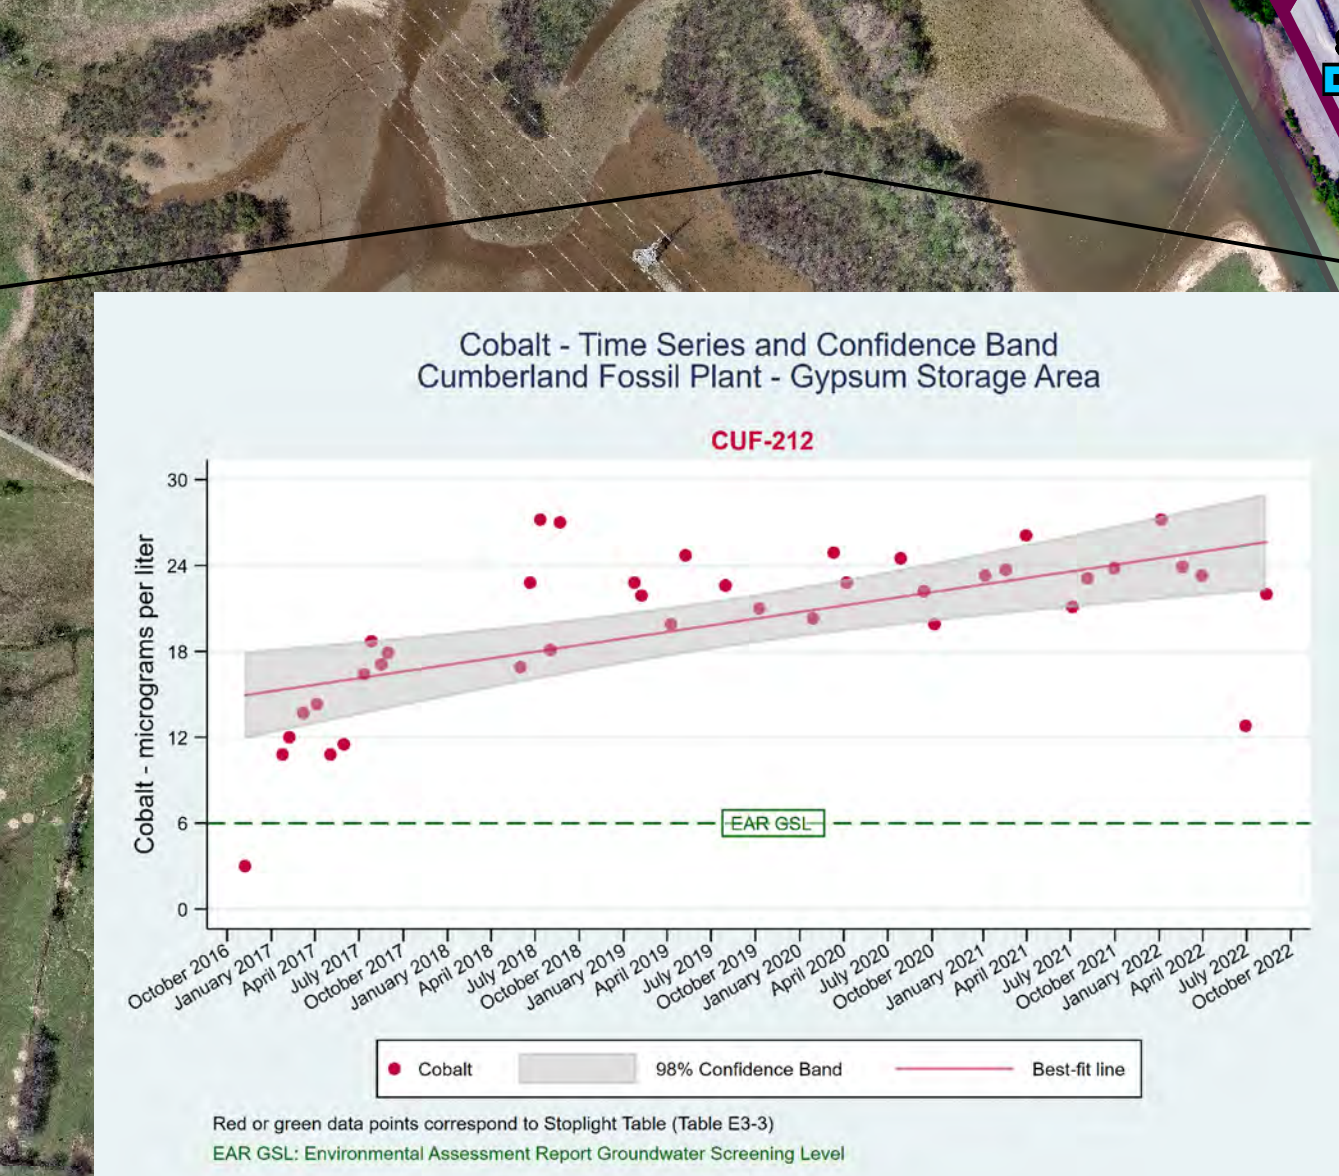 Cobalt - Time Series and Confidence Band
Cumberland Fossil Plant - Gypsum Storage Area
CUF-212
Cobalt - micrograms per liter
30
24
18
12
6
0
EAR GSL
October 2016
January 2017
April 2017
July 2017
October 2017
January 2018
April 2018
July 2018
October 2018
January 2019
April 2019
July 2019
October 2019
January 2020
April 2020
July 2020
October 2020
January 2021
April 2021
July 2021
October 2021
January 2022
April 2022
July 2022
October 2022
Cobalt 98% Confidence Band Best-fit line
Red or green data points correspond to Stoplight Table (Table E3-3)
EAR GSL: Environmental Assessment Report Groundwater Screening Level